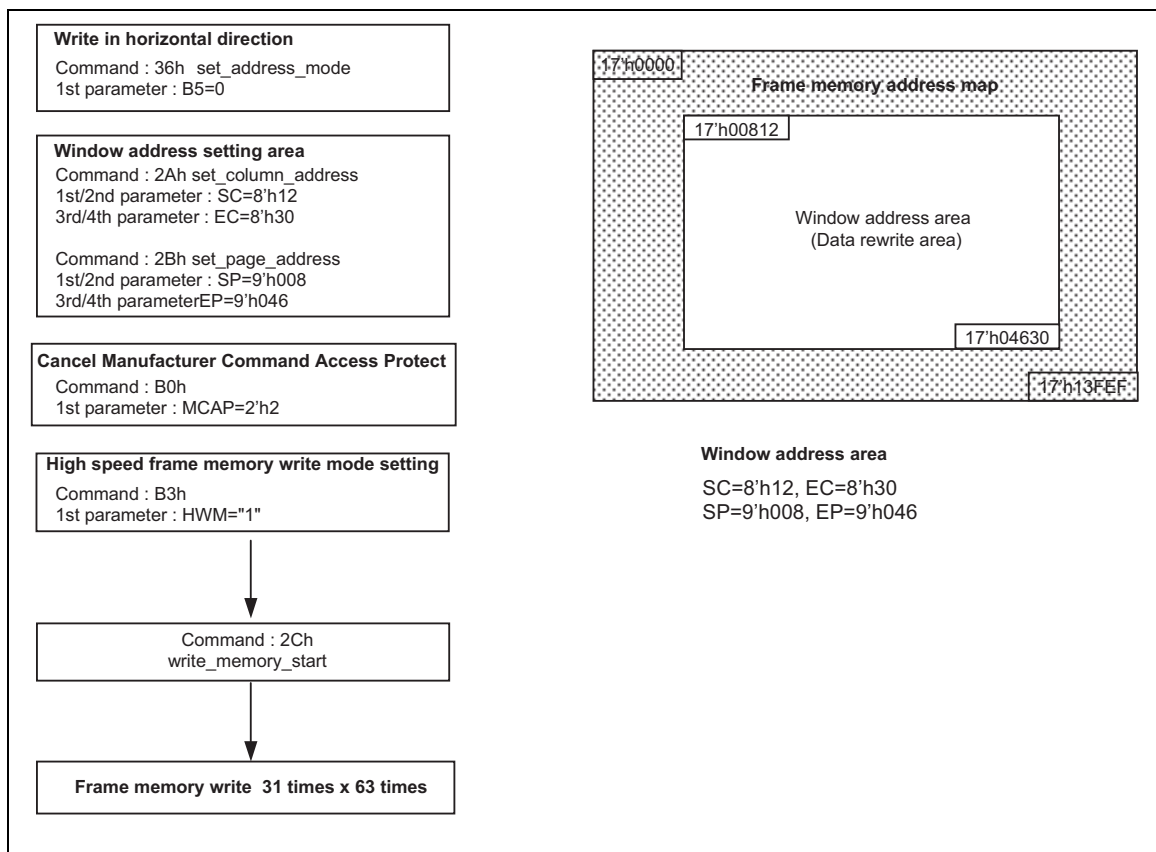 Write in horizontal direction
Command : 36h set_address_mode
1st parameter : B5=0
Window address setting area
Command : 2Ah set_column_address
1st/2nd parameter : SC=8'h12
3rd/4th parameter : EC=8'h30
Command : 2Bh set_page_address
1st/2nd parameter : SP=9'h008
3rd/4th parameterEP=9'h046
Cancel Manufacturer Command Access Protect
Command : B0h
1st parameter : MCAP=2'h2
High speed frame memory write mode setting
Command : B3h
1st parameter : HWM="1"
Command : 2Ch
write_memory_start
Frame memory write 31 times x 63 times
17'h0000
Frame memory address map
17'h00812
Window address area
(Data rewrite area)
17'h04630
17'h13FEF
Window address area
SC=8'h12, EC=8'h30
SP=9'h008, EP=9'h046